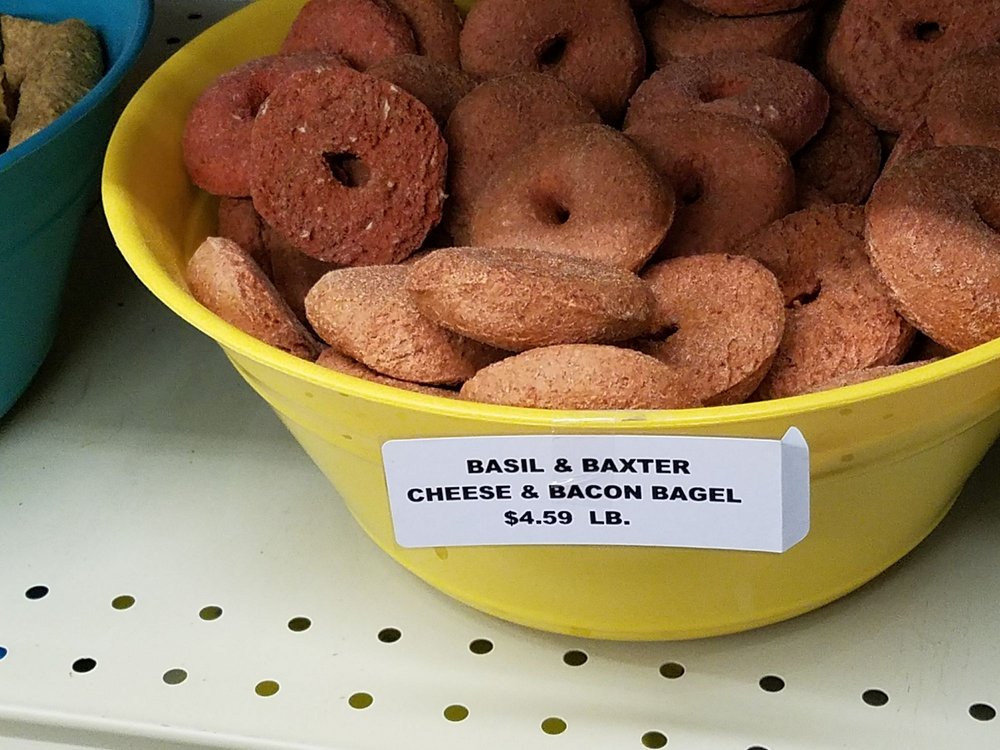 BASIL & BAXTER
CHEESE & BACON BAGEL
$4.59 LB.